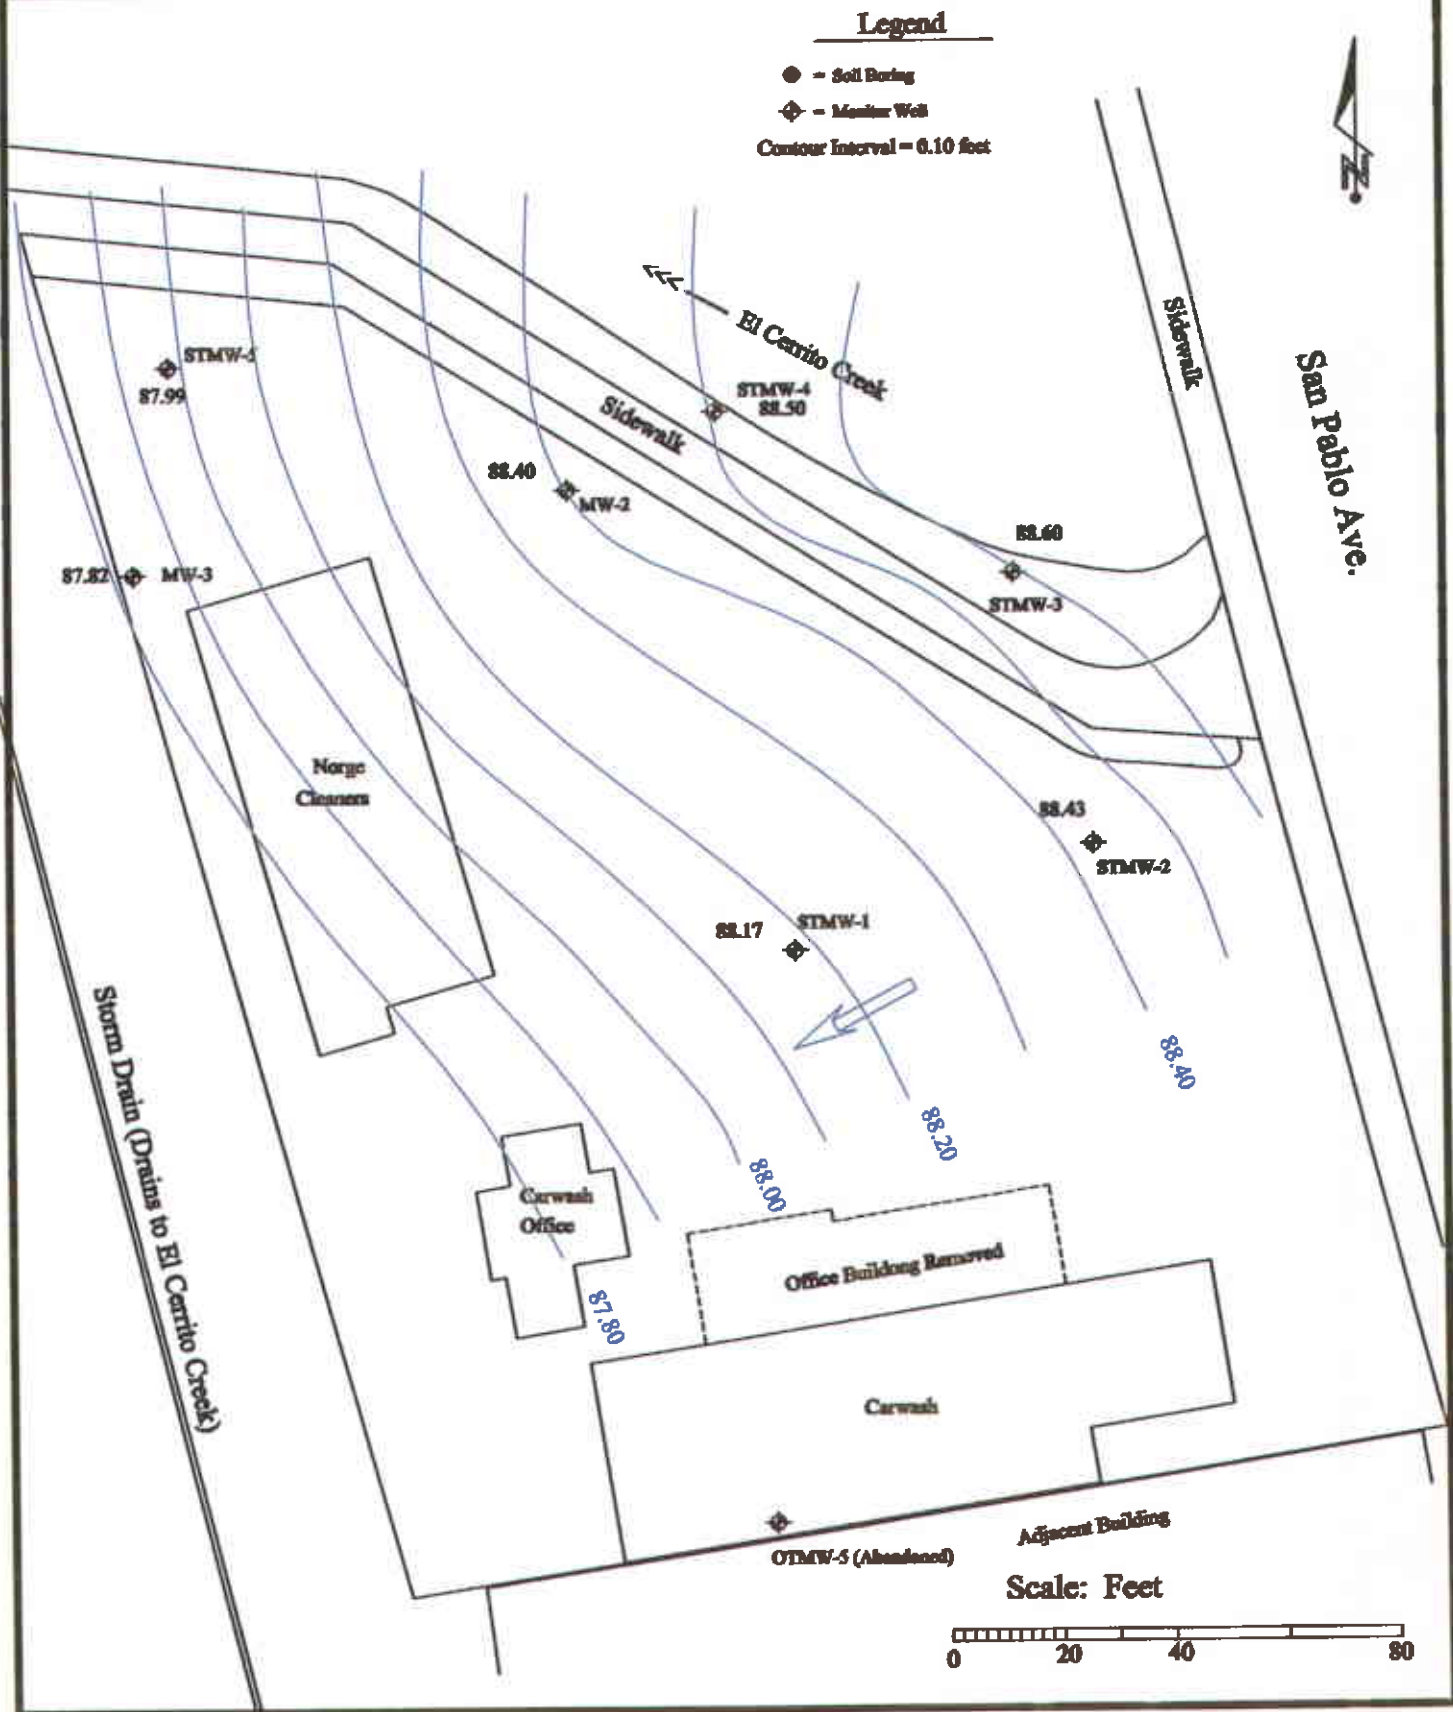 Legend
= Soil Boring
= Monitor Well
Contour Interval = 0.10 feet
El Cerrito Creek
Sidewalk
San Pablo Ave.
STMW-5
87.99
STMW-4
88.50
Sidewalk
88.40
MW-2
88.60
STMW-3
87.82
MW-3
Norge
Cleaners
88.43
STMW-2
88.17
STMW-1
88.40
88.20
88.00
87.80
Storm Drain (Drains to El Cerrito Creek)
Carwash
Office
Office Buildong Removed
Carwash
OTMW-5 (Abandoned)
Adjacent Building
Scale: Feet
0 20 40 80